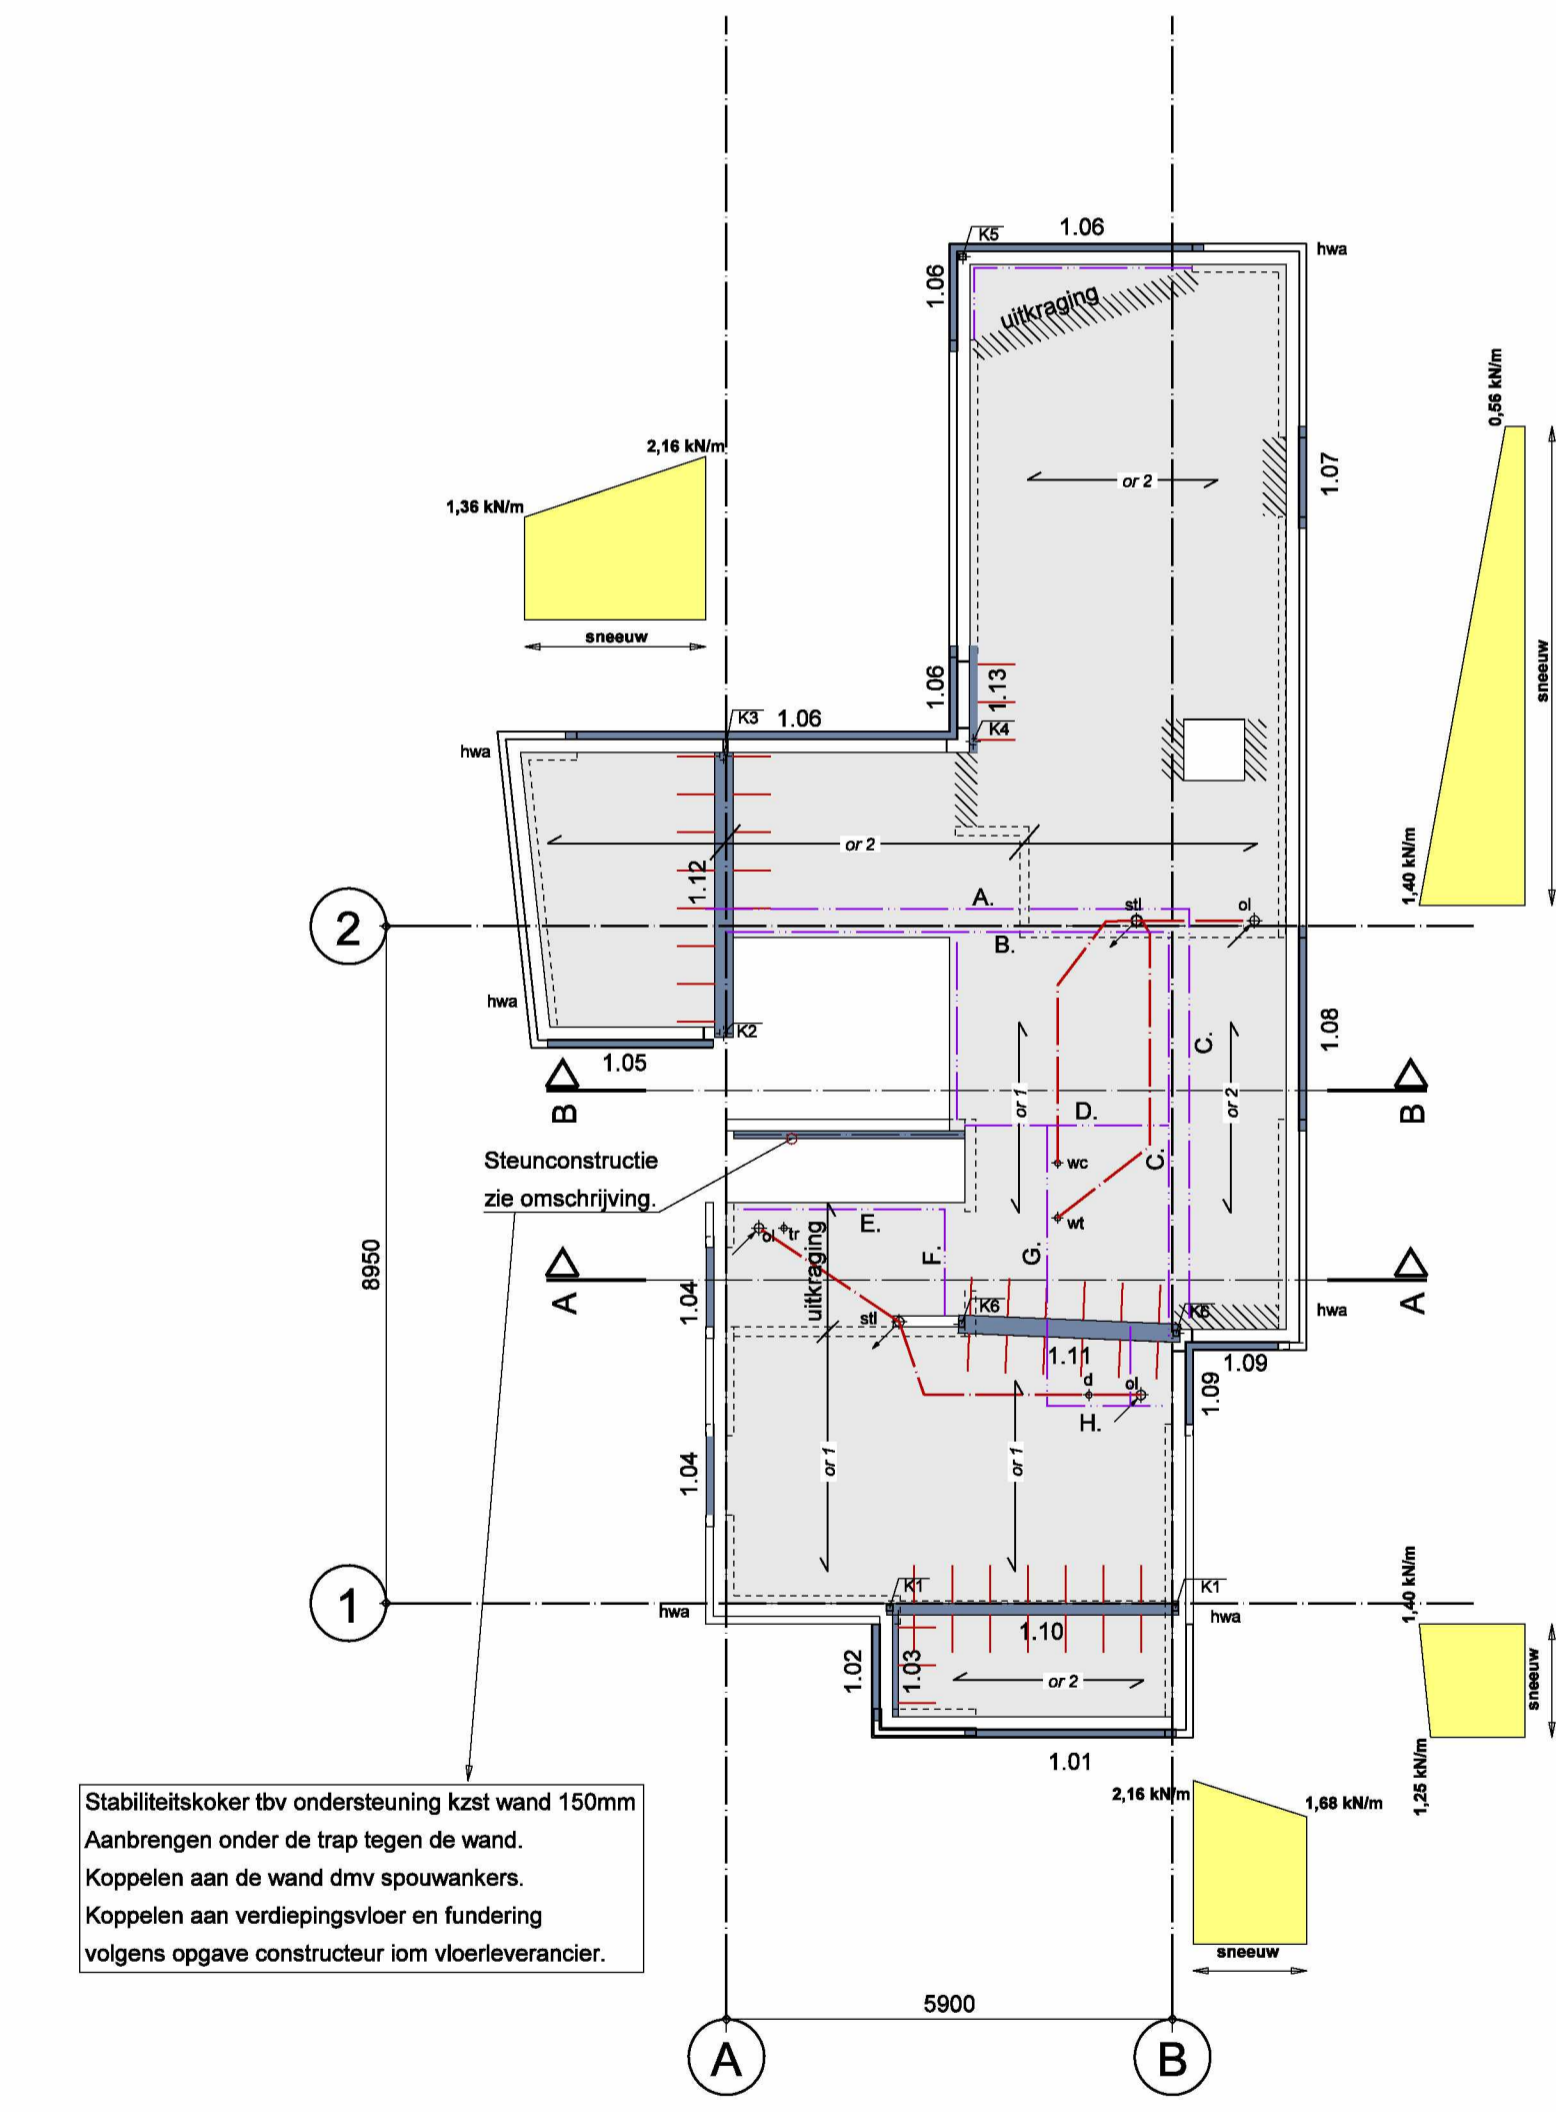 K5
1.06
hwa
1.06
uitkraging
0,56 kN/m
2,16 kN/m
1,36 kN/m
or 2
1.07
sneeuw
sneeuw
1.06
1.13
K3
1.06
K4
hwa
or 2
1.12
1,40 kN/m
A.
stl
ol
2
B.
hwa
K2
C.
1.08
1.05
or 1
or 2
D.
B
B
Steunconstructie
zie omschrijving.
wc
C.
wt
E.
ol
tr
uitkraging
F.
G.
8950
A
A
1.04
stl
K6
K6
hwa
1.11
1.09
d
ol
1.09
H.
1.04
or 1
or 1
1
hwa
K1
K1
hwa
1,40 kN/m
1.10
1.02
1.03
or 2
sneeuw
1.01
1,25 kN/m
2,16 kN/m
1,68 kN/m
Stabiliteitskoker tbv ondersteuning kzst wand 150mm
Aanbrengen onder de trap tegen de wand.
Koppelen aan de wand dmv spouwankers.
Koppelen aan verdiepingsvloer en fundering
volgens opgave constructeur iom vloerleverancier.
sneeuw
5900
A
B